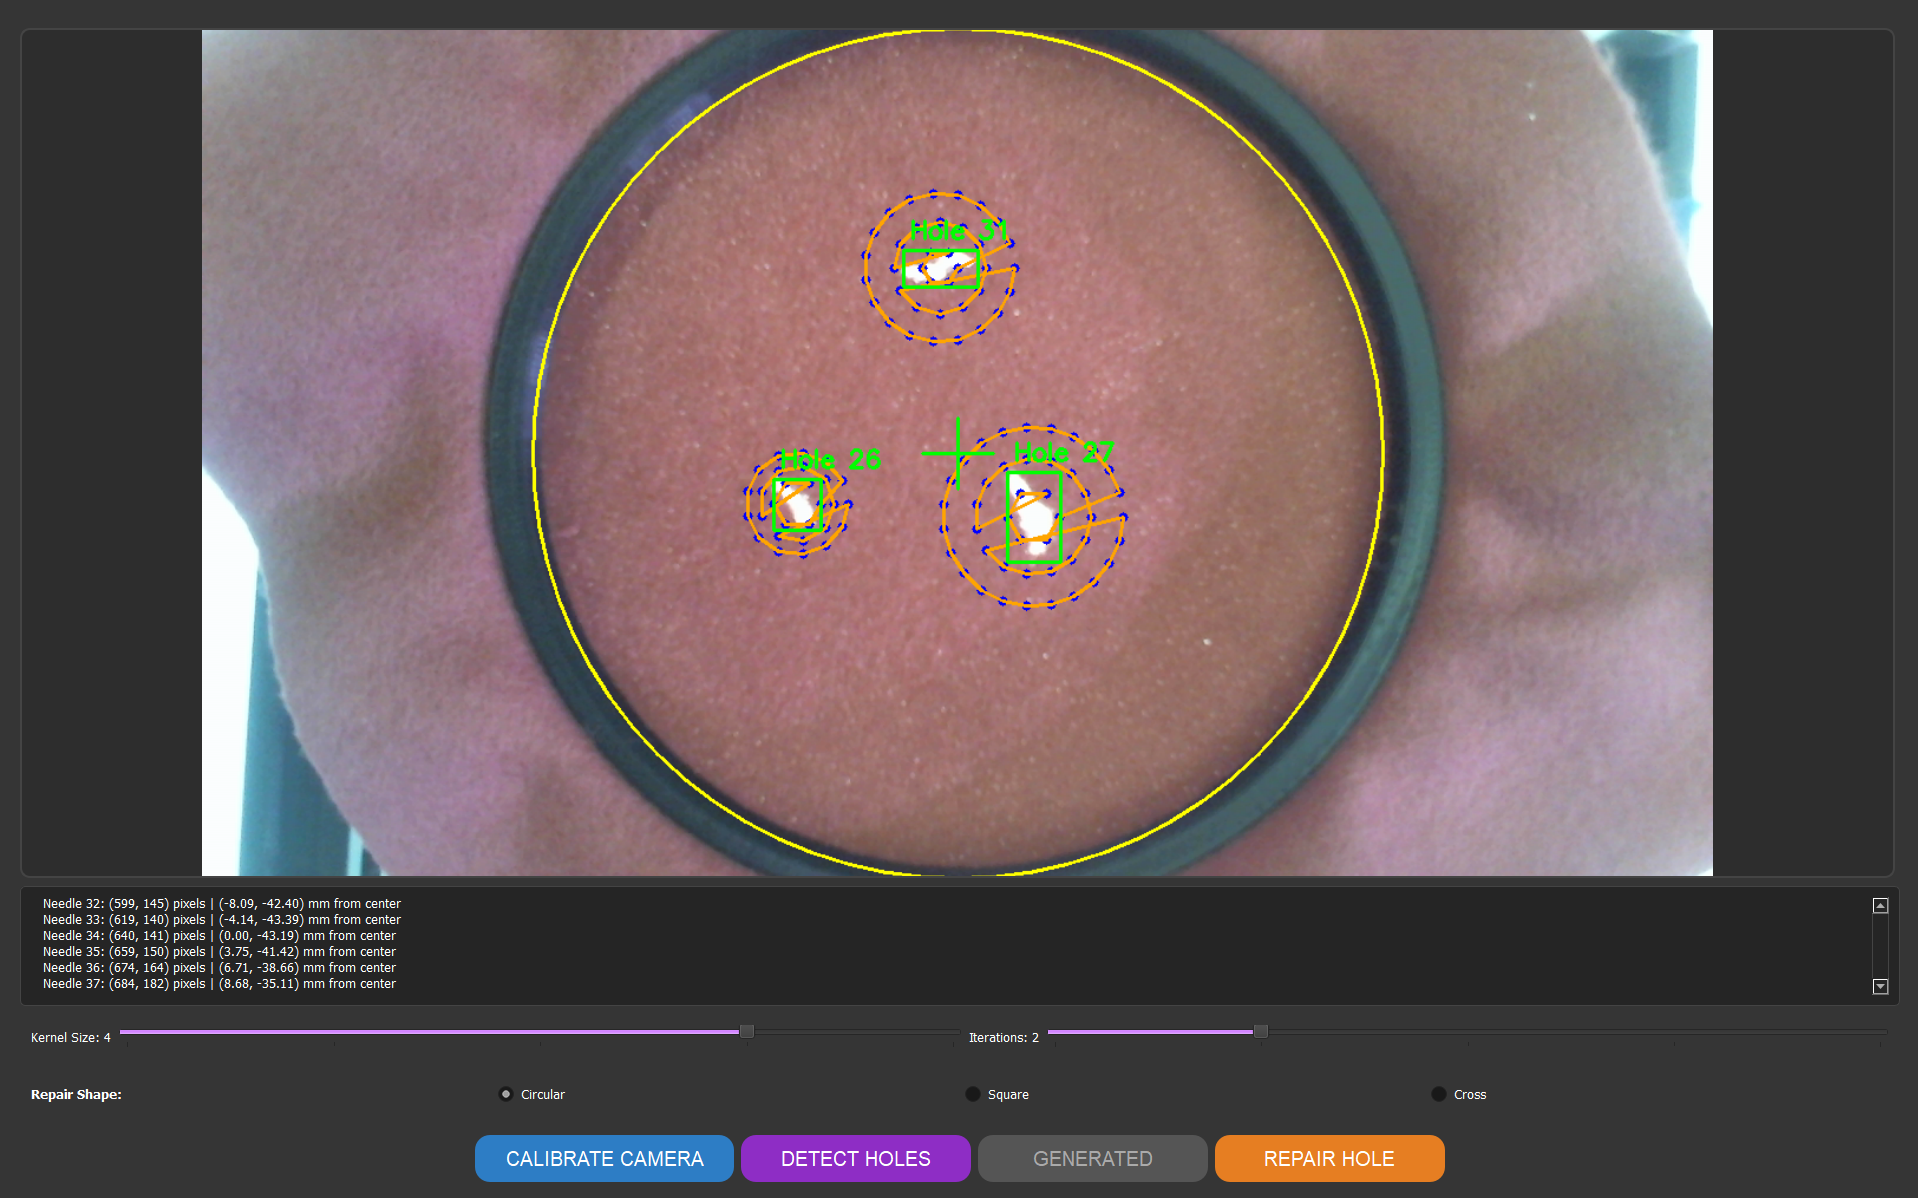 Hole 31
Hole 26
Hole 27
Needle 32: (599, 145) pixels | (-8.09, -42.40) mm from center
Needle 33: (619, 140) pixels | (-4.14, -43.39) mm from center
Needle 34: (640, 141) pixels | (0.00, -43.19) mm from center
Needle 35: (659, 150) pixels | (3.75, -41.42) mm from center
Needle 36: (674, 164) pixels | (6.71, -38.66) mm from center
Needle 37: (684, 182) pixels | (8.68, -35.11) mm from center
Kernel Size: 4 Iterations: 2
Repair Shape: Circular Square Cross
CALIBRATE CAMERA DETECT HOLES GENERATED REPAIR HOLE